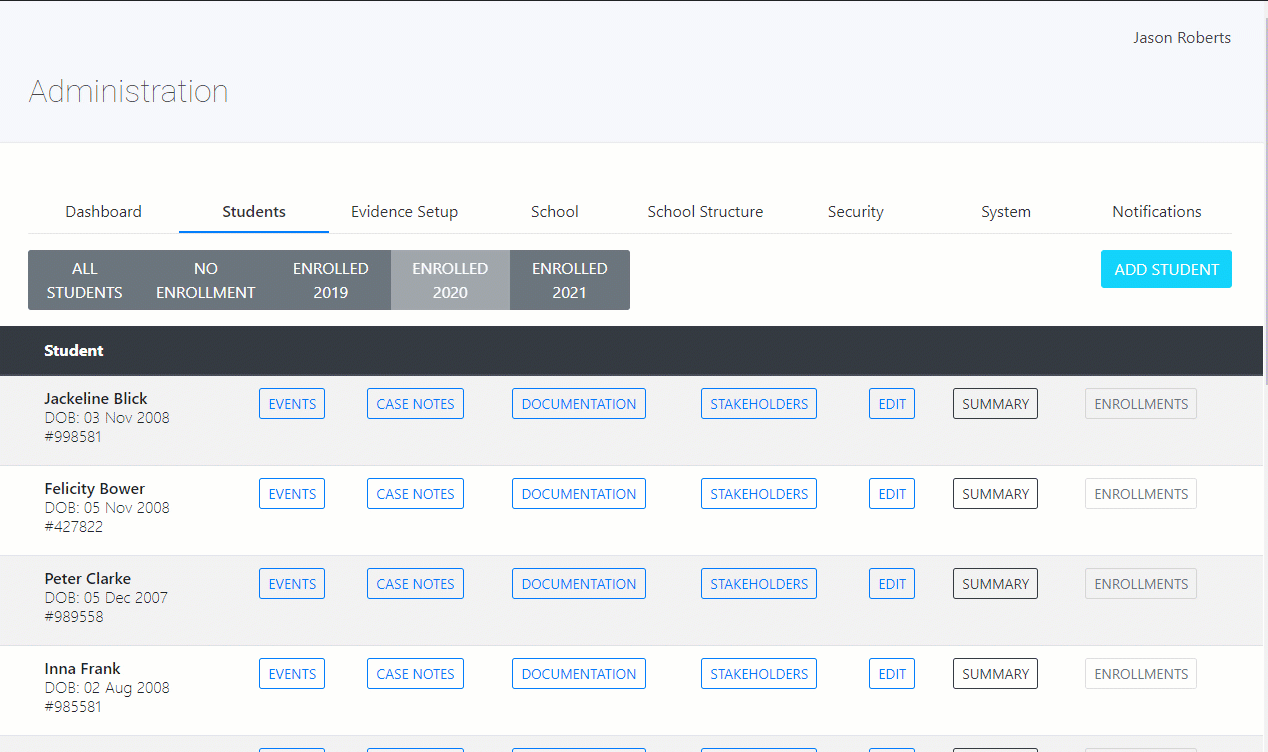 Jason Roberts
Administration
Dashboard Students Evidence Setup School School Structure Security System Notifications
ALL STUDENTS NO ENROLLMENT ENROLLED 2019 ENROLLED 2020 ENROLLED 2021 ADD STUDENT
Student
Jackeline Blick EVENTS CASE NOTES DOCUMENTATION STAKEHOLDERS EDIT SUMMARY ENROLLMENTS
DOB: 03 Nov 2008
#998581
Felicity Bower EVENTS CASE NOTES DOCUMENTATION STAKEHOLDERS EDIT SUMMARY ENROLLMENTS
DOB: 05 Nov 2008
#427822
Peter Clarke EVENTS CASE NOTES DOCUMENTATION STAKEHOLDERS EDIT SUMMARY ENROLLMENTS
DOB: 05 Dec 2007
#989558
Inna Frank EVENTS CASE NOTES DOCUMENTATION STAKEHOLDERS EDIT SUMMARY ENROLLMENTS
DOB: 02 Aug 2008
#985581